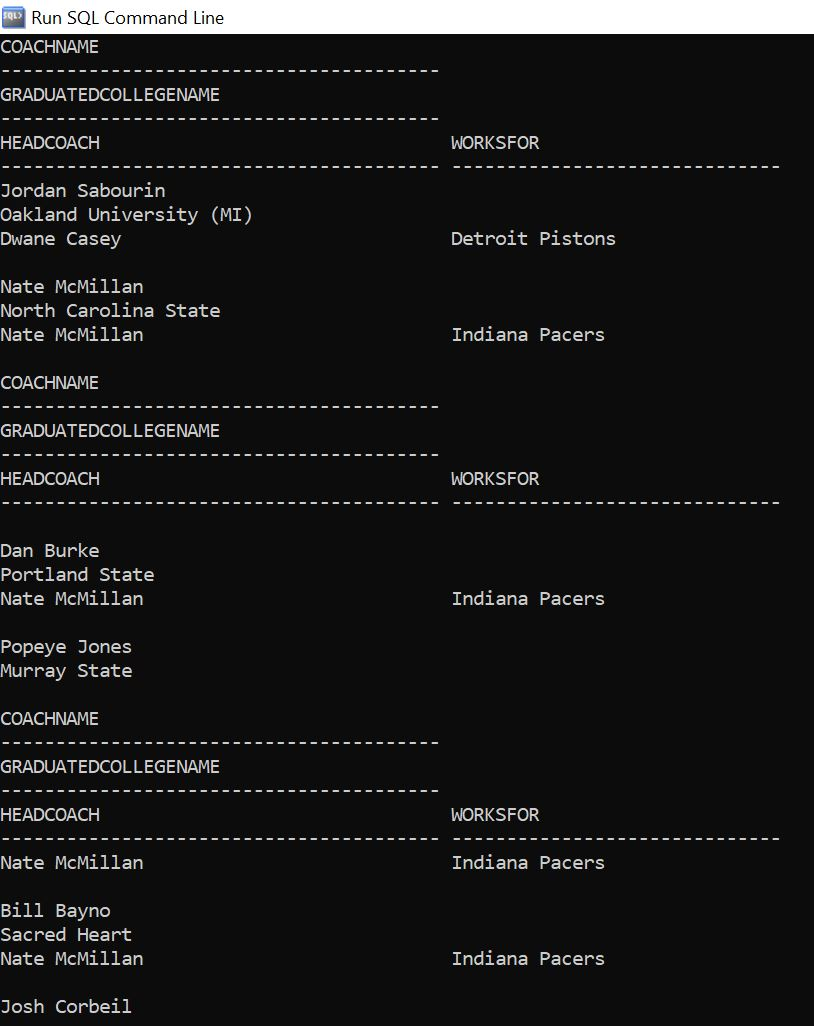 SQL>
Run SQL Command Line
COACHNAME
----------------------------------------
GRADUATEDCOLLEGENAME
----------------------------------------
HEADCOACH WORKSFOR
---------------------------------------- ------------------------------
Jordan Sabourin
Oakland University (MI)
Dwane Casey Detroit Pistons
Nate McMillan
North Carolina State
Nate McMillan Indiana Pacers
COACHNAME
----------------------------------------
GRADUATEDCOLLEGENAME
----------------------------------------
HEADCOACH WORKSFOR
---------------------------------------- ------------------------------
Dan Burke
Portland State
Nate McMillan Indiana Pacers
Popeye Jones
Murray State
COACHNAME
----------------------------------------
GRADUATEDCOLLEGENAME
----------------------------------------
HEADCOACH WORKSFOR
---------------------------------------- ------------------------------
Nate McMillan Indiana Pacers
Bill Bayno
Sacred Heart
Nate McMillan Indiana Pacers
Josh Corbeil